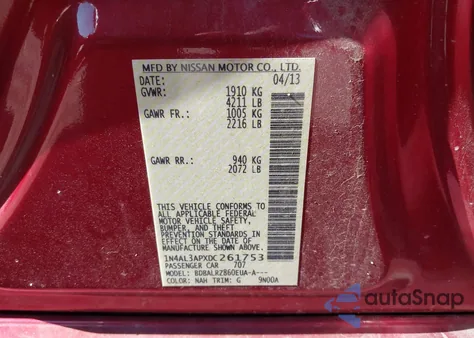 MFD BY NISSAN MOTOR CO., LTD.
DATE: 04/13
GVWR: 1910 KG
4211 LB
GAWR FR.: 1005 KG
2216 LB
GAWR RR.: 940 KG
2072 LB
THIS VEHICLE CONFORMS TO
ALL APPLICABLE FEDERAL
MOTOR VEHICLE SAFETY,
BUMPER, AND THEFT
PREVENTION STANDARDS IN
EFFECT ON THE DATE OF
MANUFACTURE SHOWN ABOVE.
1N4AL3APXDC261753
PASSENGER CAR 707
MODEL: BDBALRZB60EUA-A---
COLOR: NAH TRIM: G 9N00A
autoSnap